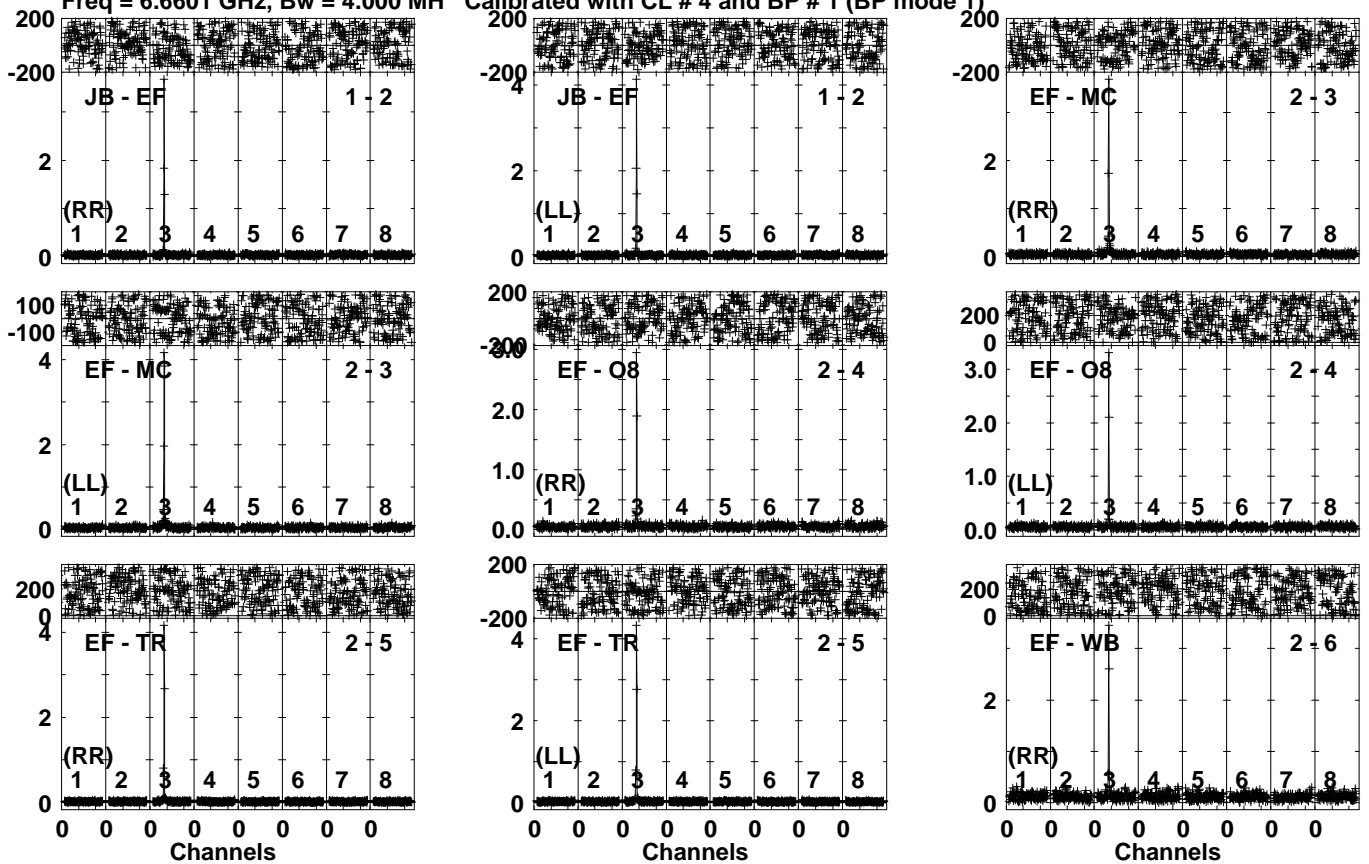 Freq = 6.6601 GHz, Bw = 4.000 MH Calibrated with CL # 4 and BP # 1 (BP mode 1)
200
-200
JB - EF 1 - 2
2
(RR)
1 2 3 4 5 6 7 8
0
200
-200
4
JB - EF 1 - 2
2
(LL)
1 2 3 4 5 6 7 8
0
200
-200
EF - MC 2 - 3
2
(RR)
1 2 3 4 5 6 7 8
0
100
-100
4
EF - MC 2 - 3
2
(LL)
1 2 3 4 5 6 7 8
0
200
-200
3.0
EF - O8 2 - 4
2.0
1.0
(RR)
1 2 3 4 5 6 7 8
0.0
200
0
3.0
EF - O8 2 - 4
2.0
1.0
(LL)
1 2 3 4 5 6 7 8
0.0
200
0
4
EF - TR 2 - 5
2
(RR)
1 2 3 4 5 6 7 8
0
0 0 0 0 0 0 0 0
Channels
200
-200
4
EF - TR 2 - 5
2
(LL)
1 2 3 4 5 6 7 8
0
0 0 0 0 0 0 0 0
Channels
200
0
EF - WB 2 - 6
2
(RR)
1 2 3 4 5 6 7 8
0
0 0 0 0 0 0 0 0
Channels